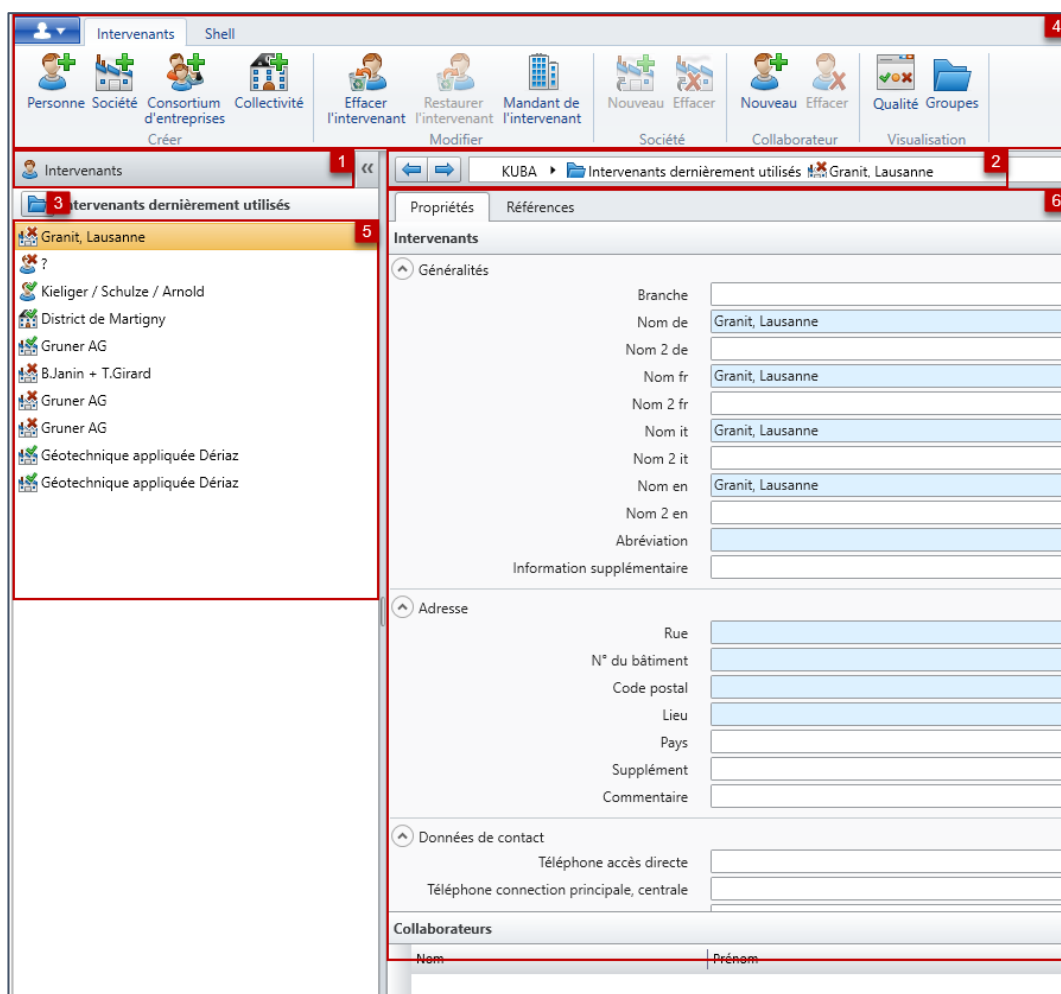 Intervenants Shell 4
Personne Société Consortium d'entreprises Collectivité Effacer l'intervenant Restaurer l'intervenant Mandant de l'intervenant Nouveau Effacer Nouveau Effacer Qualité Groupes
Créer Modifier Société Collaborateur Visualisation
Intervenants 1
KUBA Intervenants dernièrement utilisés Granit, Lausanne 2
3 Intervenants dernièrement utilisés
5
Granit, Lausanne
?
Kieliger / Schulze / Arnold
District de Martigny
Gruner AG
B.Janin + T.Girard
Gruner AG
Gruner AG
Géotechnique appliquée Dériaz
Géotechnique appliquée Dériaz
Propriétés Références 6
Intervenants
Généralités
Branche
Nom de Granit, Lausanne
Nom 2 de
Nom fr Granit, Lausanne
Nom 2 fr
Nom it Granit, Lausanne
Nom 2 it
Nom en Granit, Lausanne
Nom 2 en
Abréviation
Information supplémentaire
Adresse
Rue
N° du bâtiment
Code postal
Lieu
Pays
Supplément
Commentaire
Données de contact
Téléphone accès directe
Téléphone connection principale, centrale
Collaborateurs
Nom Prénom